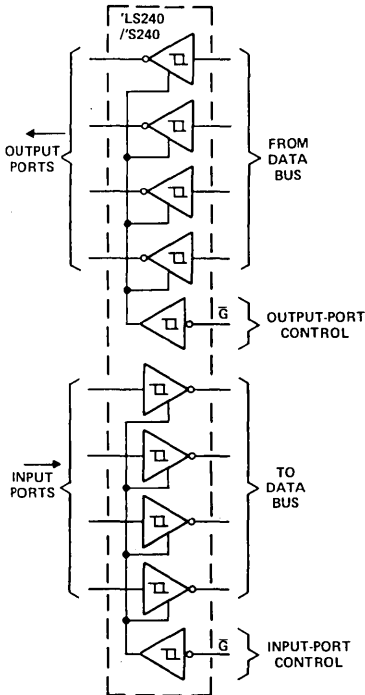 'LS240
/'S240
OUTPUT
PORTS
FROM
DATA
BUS
G̅
OUTPUT-PORT
CONTROL
INPUT
PORTS
TO
DATA
BUS
G̅
INPUT-PORT
CONTROL